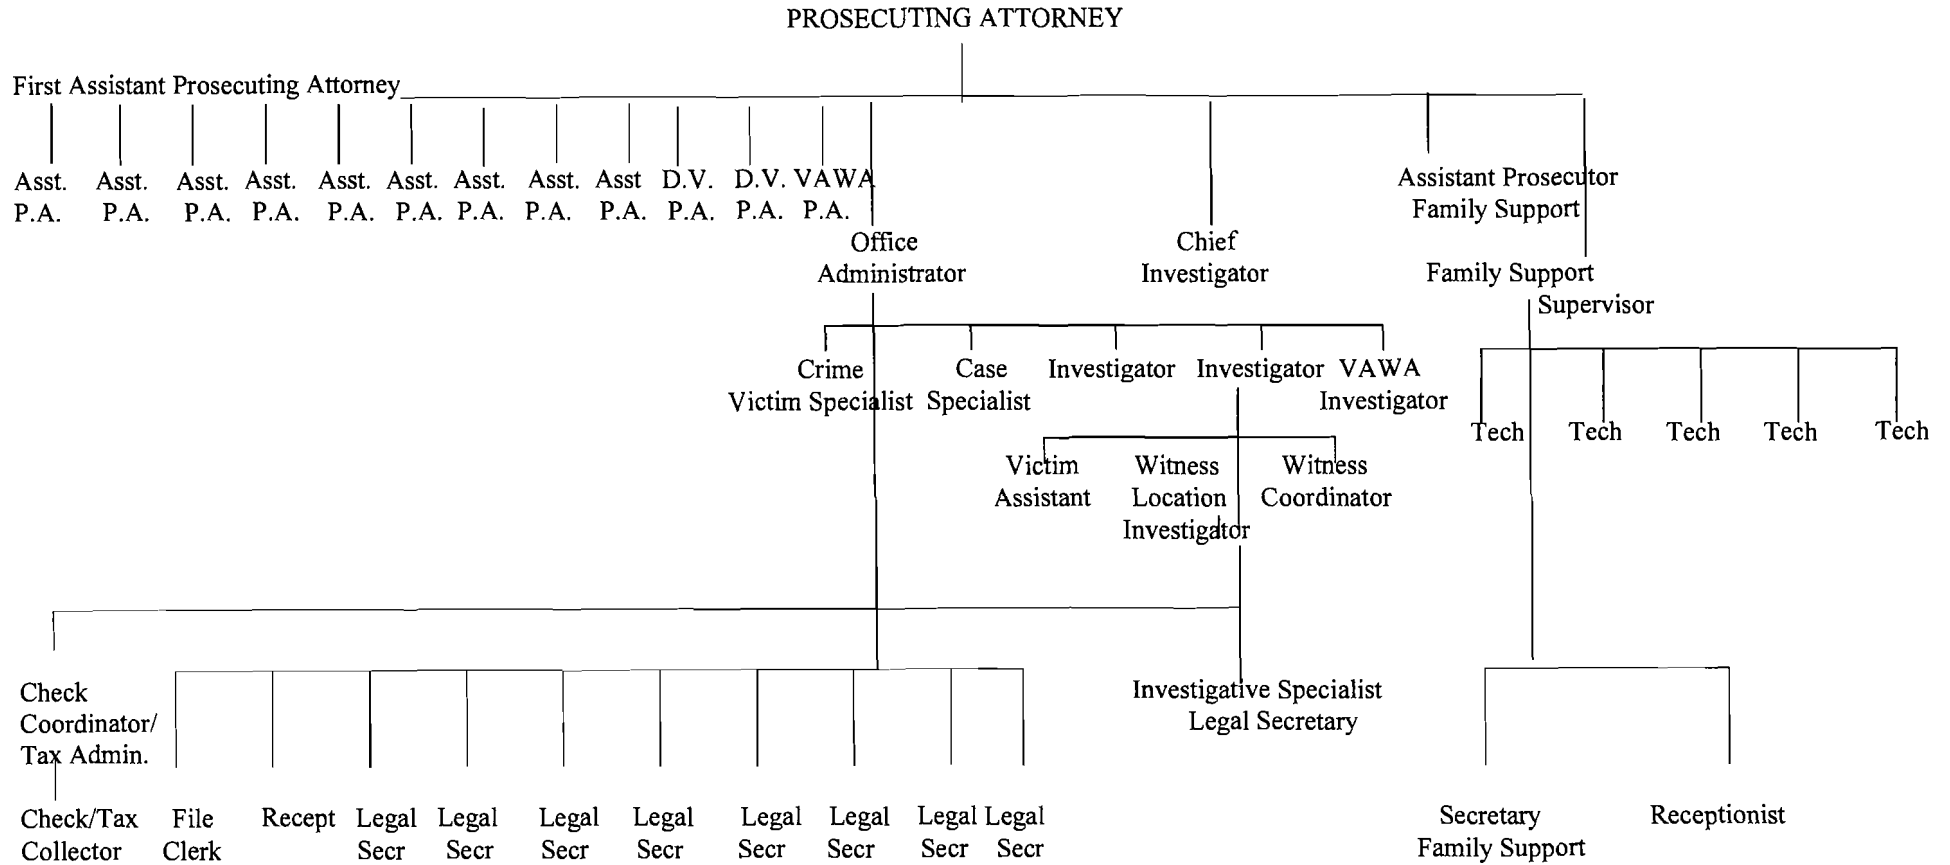 PROSECUTING ATTORNEY
First Assistant Prosecuting Attorney
Asst. Asst. Asst. Asst. Asst. Asst. Asst. Asst. Asst D.V. D.V. VAWA
P.A. P.A. P.A. P.A. P.A. P.A. P.A. P.A. P.A. P.A. P.A. P.A.
Assistant Prosecutor
Family Support
Office
Administrator
Chief
Investigator
Family Support
Supervisor
Crime
Victim Specialist
Case
Specialist
Investigator
Investigator
VAWA
Investigator
Tech Tech Tech Tech Tech
Victim
Assistant
Witness
Location
Investigator
Witness
Coordinator
Check
Coordinator/
Tax Admin.
Investigative Specialist
Legal Secretary
Check/Tax
Collector
File
Clerk
Recept
Legal Legal Legal Legal Legal Legal Legal Legal
Secr Secr Secr Secr Secr Secr Secr Secr
Secretary
Family Support
Receptionist